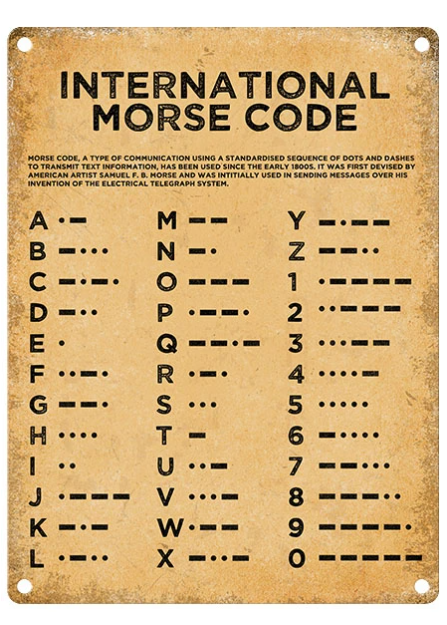 INTERNATIONAL
MORSE CODE
MORSE CODE, A TYPE OF COMMUNICATION USING A STANDARDISED SEQUENCE OF DOTS AND DASHES
TO TRANSMIT TEXT INFORMATION, HAS BEEN USED SINCE THE EARLY 1800S. IT WAS FIRST DEVISED BY
AMERICAN ARTIST SAMUEL F. B. MORSE AND WAS INTITIALLY USED IN SENDING MESSAGES OVER HIS
INVENTION OF THE ELECTRICAL TELEGRAPH SYSTEM.
A ·–
B –···
C –·–·
D –··
E ·
F ··–·
G ––·
H ····
I ··
J ·–––
K –·–
L ·–··
M ––
N –·
O –––
P ·––·
Q ––·–
R ·–·
S ···
T –
U ··–
V ···–
W ·––
X –··–
Y –·––
Z ––··
1 ·––––
2 ··–––
3 ···––
4 ····–
5 ·····
6 –····
7 ––···
8 –––··
9 ––––·
0 –––––